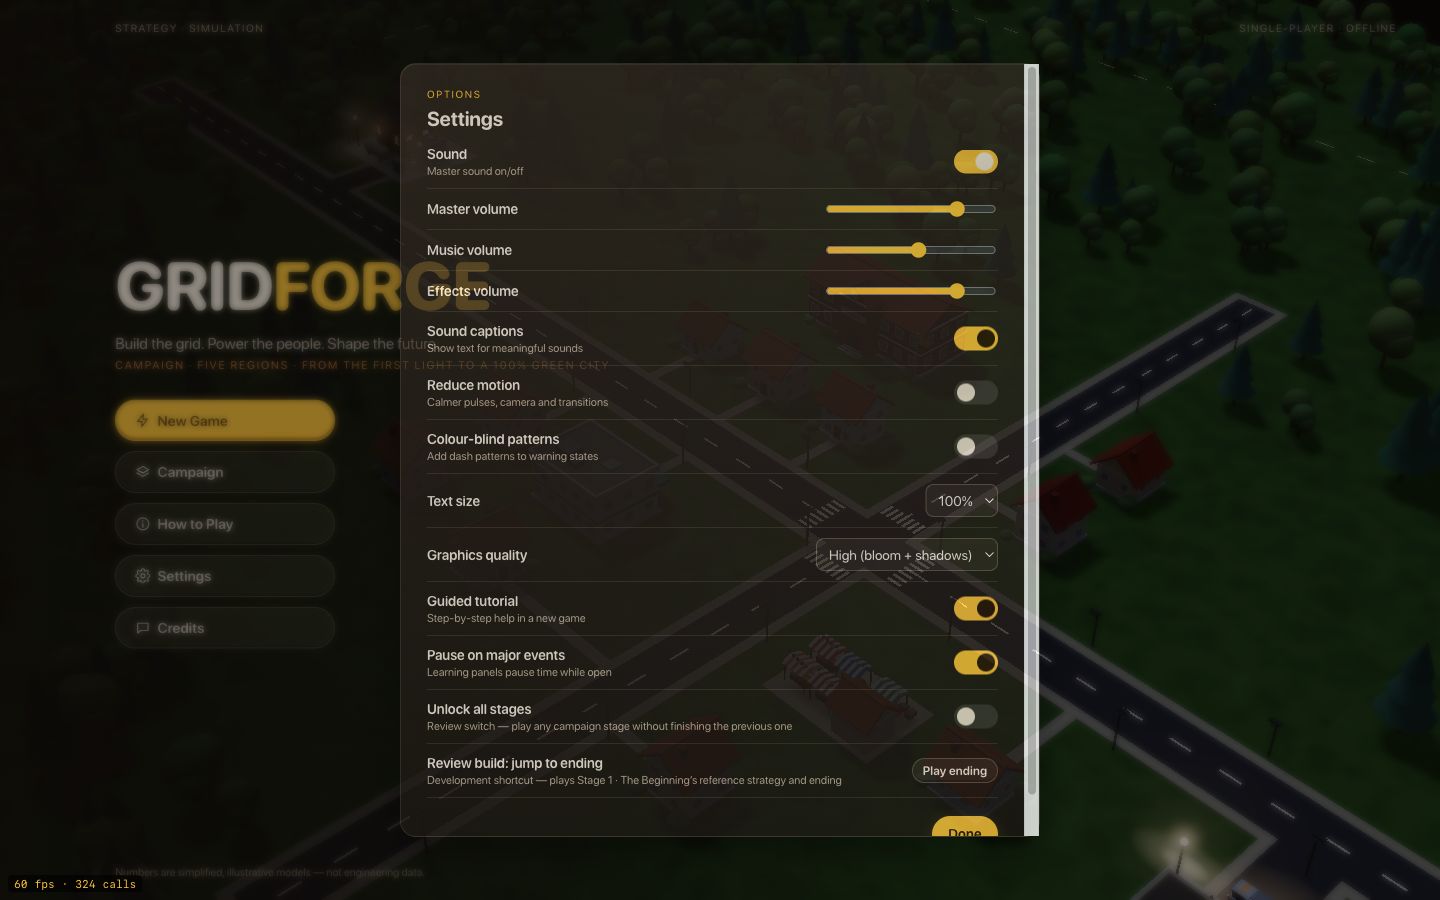 STRATEGY · SIMULATION
SINGLE-PLAYER · OFFLINE
GRIDFORGE
Build the grid. Power the people. Shape the future.
CAMPAIGN · FIVE REGIONS · FROM THE FIRST LIGHT TO A 100% GREEN CITY
New Game
Campaign
How to Play
Settings
Credits
OPTIONS
Settings
Sound
Master sound on/off
Master volume
Music volume
Effects volume
Sound captions
Show text for meaningful sounds
Reduce motion
Calmer pulses, camera and transitions
Colour-blind patterns
Add dash patterns to warning states
Text size
100%
Graphics quality
High (bloom + shadows)
Guided tutorial
Step-by-step help in a new game
Pause on major events
Learning panels pause time while open
Unlock all stages
Review switch — play any campaign stage without finishing the previous one
Review build: jump to ending
Development shortcut — plays Stage 1 · The Beginning's reference strategy and ending
Play ending
Done
Numbers are simplified, illustrative models — not engineering data.
60 fps · 324 calls